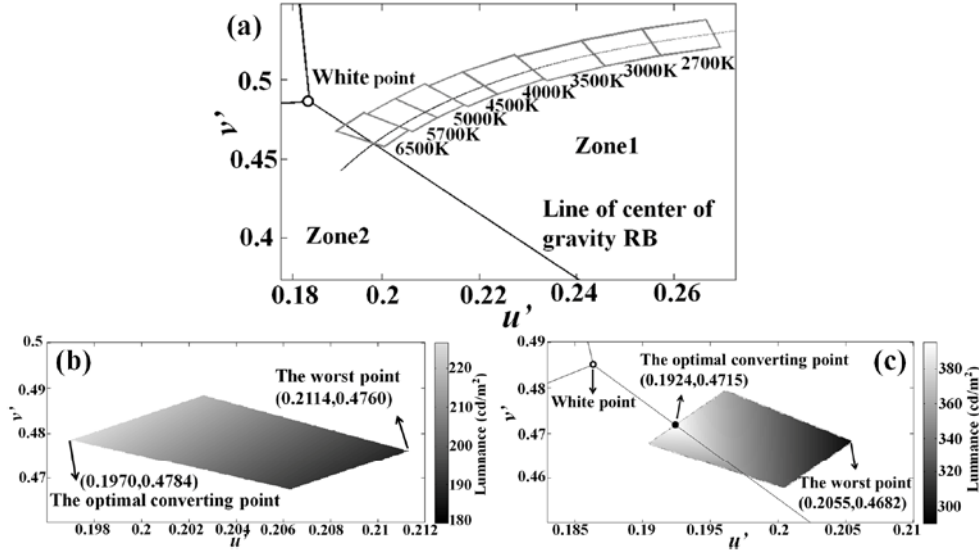 (a)
White point
0.5
0.45
0.4
v'
2700K
3000K
3500K
4000K
4500K
5000K
5700K
6500K
Zone1
Zone2
Line of center of
gravity RB
0.18
0.2
0.22
0.24
0.26
u'
(b)
0.5
0.49
0.48
0.47
v'
The worst point
(0.2114,0.4760)
(0.1970,0.4784)
The optimal converting point
0.198
0.2
0.202
0.204
0.206
0.208
0.21
0.212
u'
220
210
200
190
180
Luminance (cd/m²)
(c)
0.49
0.48
0.47
0.46
v'
The optimal converting point
(0.1924,0.4715)
White point
The worst point
(0.2055,0.4682)
0.185
0.19
0.195
0.2
0.205
0.21
u'
380
360
340
320
300
Luminance (cd/m²)